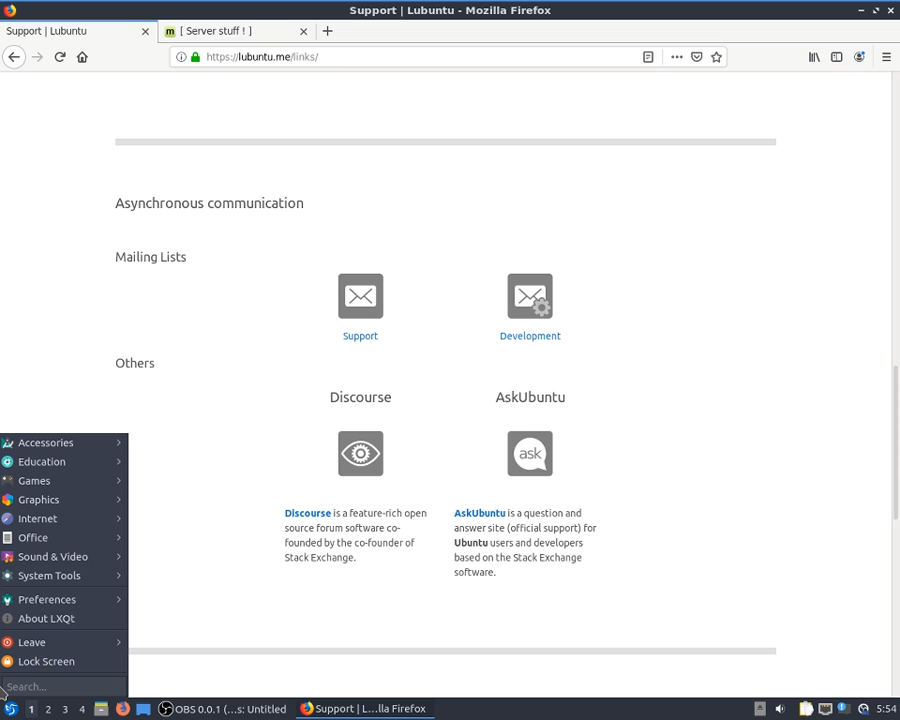 Support | Lubuntu - Mozilla Firefox
Support | Lubuntu
m [ Server stuff ! ]
https://lubuntu.me/links/
Asynchronous communication
Mailing Lists
Support
Development
Others
Discourse
AskUbuntu
ask
Discourse is a feature-rich open
source forum software co-
founded by the co-founder of
Stack Exchange.
AskUbuntu is a question and
answer site (official support) for
Ubuntu users and developers
based on the Stack Exchange
software.
Accessories
Education
Games
Graphics
Internet
Office
Sound & Video
System Tools
Preferences
About LXQt
Leave
Lock Screen
Search...
1 2 3 4 OBS 0.0.1 (...s: Untitled Support | L...lla Firefox 5:54